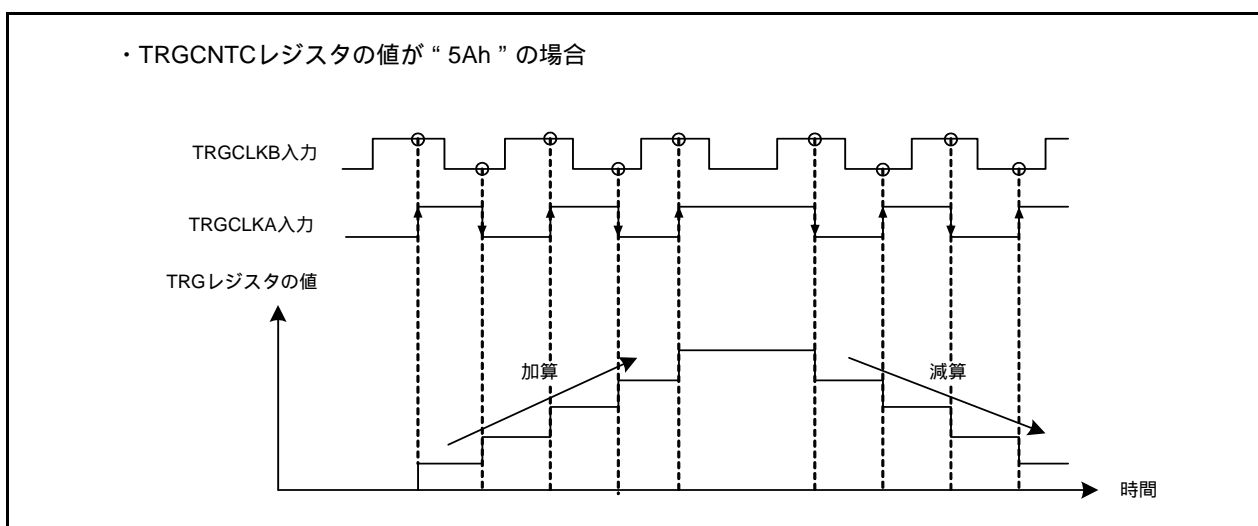 ・TRGCNTCレジスタの値が“5Ah”の場合
TRGCLKB入力
TRGCLKA入力
TRGレジスタの値
加算
減算
時間